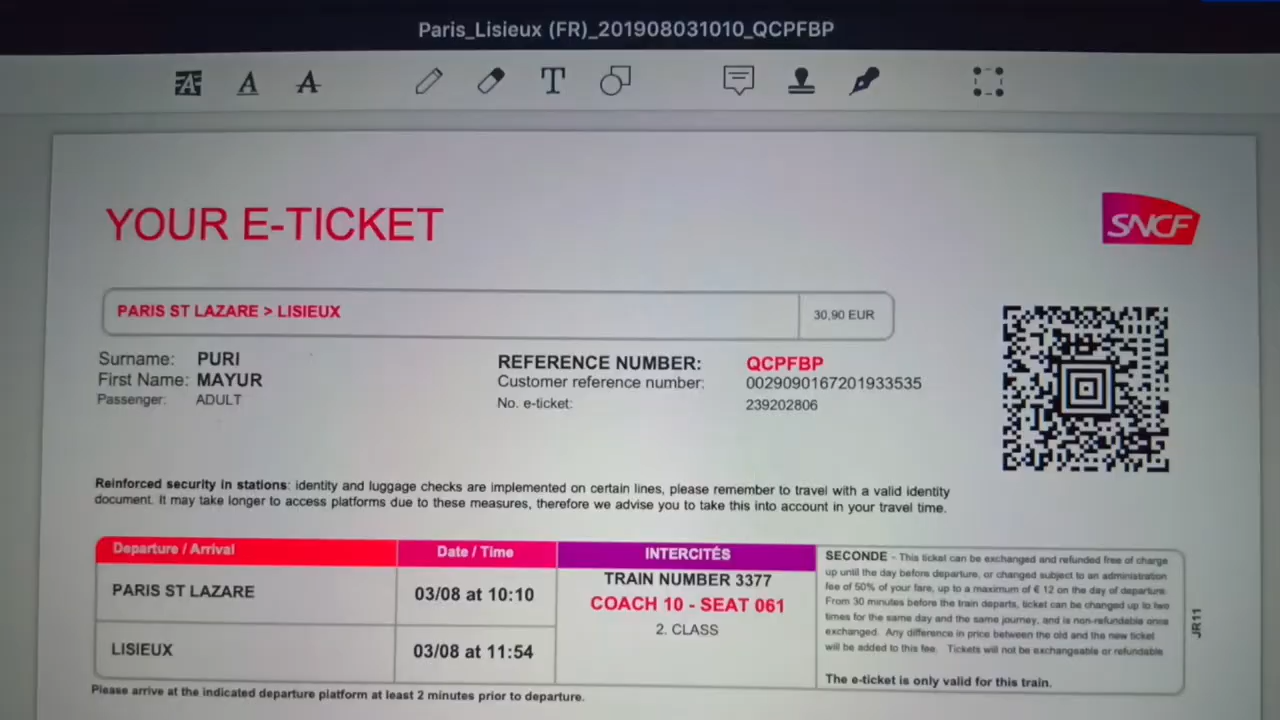 Paris_Lisieux (FR)_201908031010_QCPFBP
A A A T
YOUR E-TICKET
SNCF
PARIS ST LAZARE > LISIEUX
30,90 EUR
Surname: PURI
First Name: MAYUR
Passenger: ADULT
REFERENCE NUMBER: QCPFBP
Customer reference number: 0029090167201933535
No. e-ticket: 239202806
Reinforced security in stations: identity and luggage checks are implemented on certain lines, please remember to travel with a valid identity
document. It may take longer to access platforms due to these measures, therefore we advise you to take this into account in your travel time.
Departure / Arrival
Date / Time
INTERCITÉS
PARIS ST LAZARE
03/08 at 10:10
TRAIN NUMBER 3377
COACH 10 - SEAT 061
2. CLASS
LISIEUX
03/08 at 11:54
SECONDE - This ticket can be exchanged and refunded free of charge
up until the day before departure, or changed subject to an administration
fee of 50% of your fare, up to a maximum of € 12 on the day of departure.
From 30 minutes before the train departs, ticket can be changed up to two
times for the same day and the same journey, and is non-refundable once
exchanged. Any difference in price between the old and the new ticket
will be added to this fee. Tickets will not be exchangeable or refundable
The e-ticket is only valid for this train.
JR11
Please arrive at the indicated departure platform at least 2 minutes prior to departure.